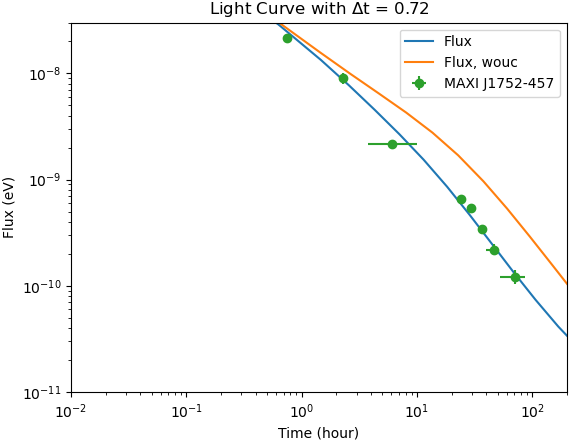 Light Curve with Δt = 0.72
Flux
Flux, wouc
MAXI J1752-457
Flux (eV)
10⁻⁸
10⁻⁹
10⁻¹⁰
10⁻¹¹
10⁻² 10⁻¹ 10⁰ 10¹ 10²
Time (hour)